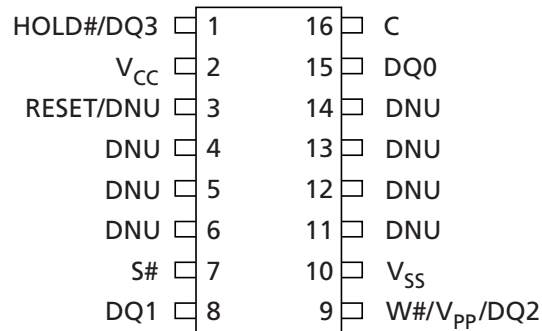 HOLD#/DQ3 1 16 C
VCC 2 15 DQ0
RESET/DNU 3 14 DNU
DNU 4 13 DNU
DNU 5 12 DNU
DNU 6 11 DNU
S# 7 10 VSS
DQ1 8 9 W#/VPP/DQ2